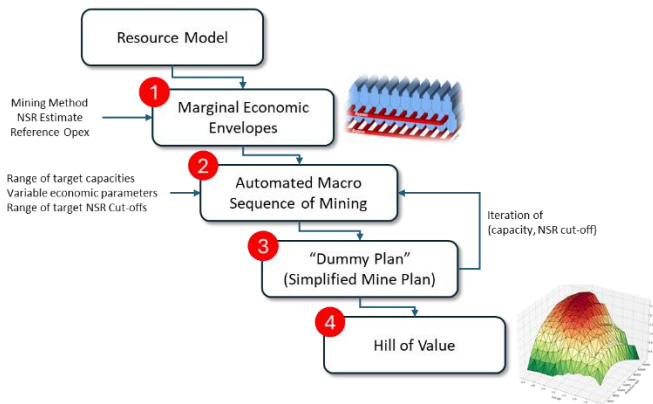 Resource Model
1
Mining Method
NSR Estimate
Reference Opex
Marginal Economic
Envelopes
2
Range of target capacities
Variable economic parameters
Range of target NSR Cut-offs
Automated Macro
Sequence of Mining
Iteration of
{capacity, NSR cut-off}
3
“Dummy Plan”
(Simplified Mine Plan)
4
Hill of Value